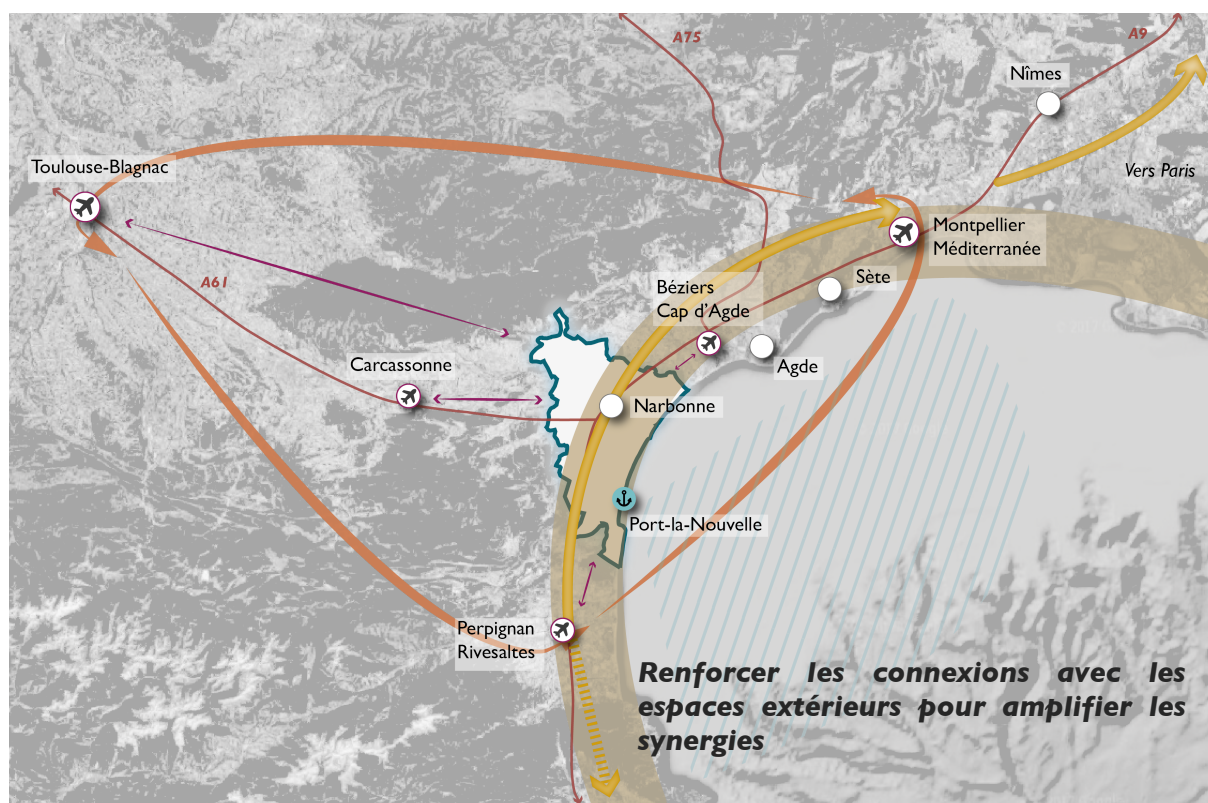 A75
A9
Nîmes
Toulouse-Blagnac
Vers Paris
Montpellier
Méditerranée
A61
Sète
Béziers
Cap d'Agde
Carcassonne
Agde
Narbonne
Port-la-Nouvelle
Perpignan
Rivesaltes
Renforcer les connexions avec les
espaces extérieurs pour amplifier les
synergies